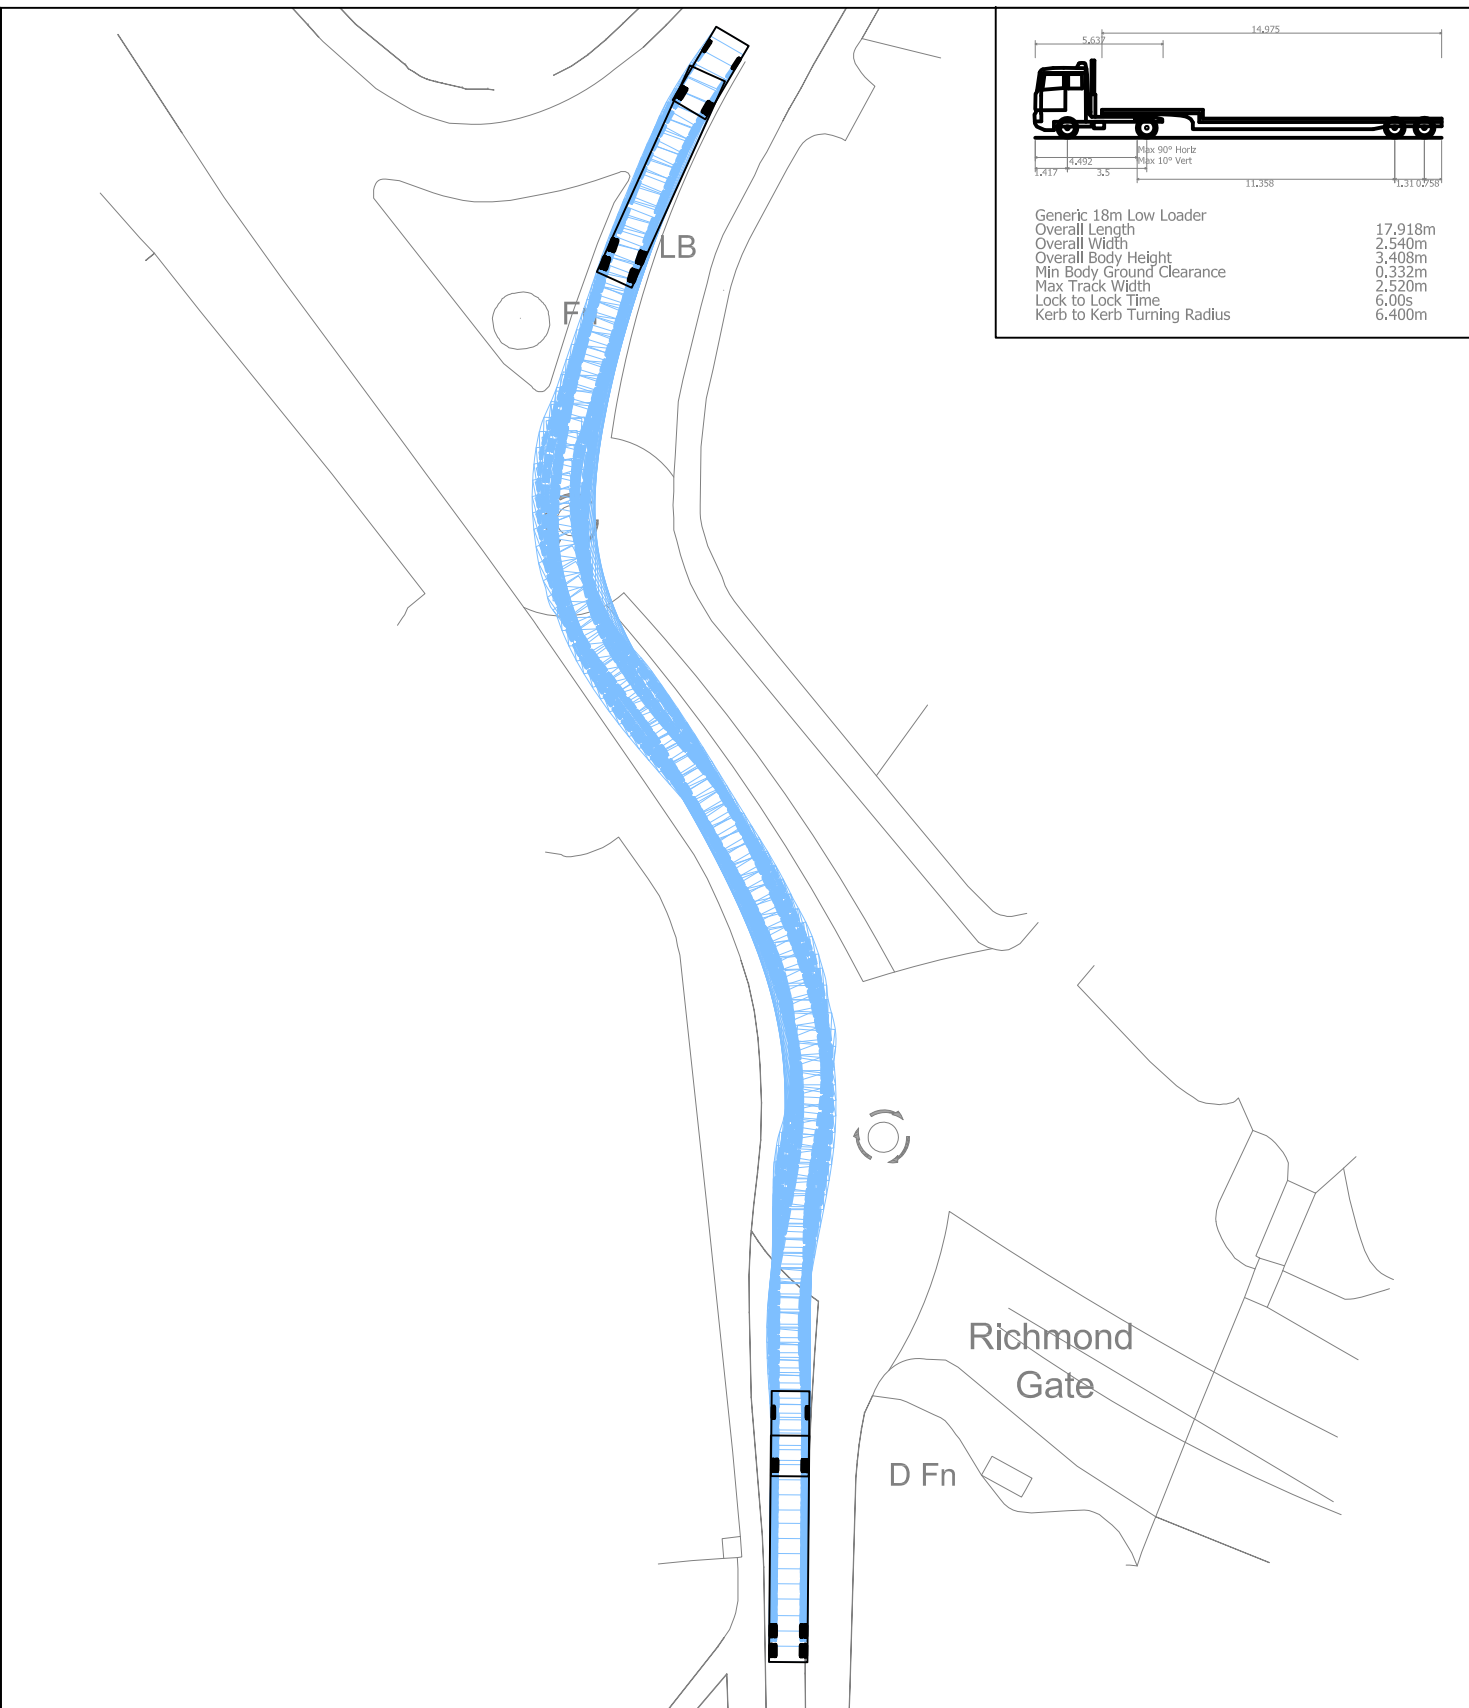 14.975
5.637
Max 90° Horiz
Max 10° Vert
4.492
1.417
3.5
11.358
1.31
0.758
Generic 18m Low Loader
Overall Length 17.918m
Overall Width 2.540m
Overall Body Height 3.408m
Min Body Ground Clearance 0.332m
Max Track Width 2.520m
Lock to Lock Time 6.00s
Kerb to Kerb Turning Radius 6.400m
LB
Richmond
Gate
D Fn